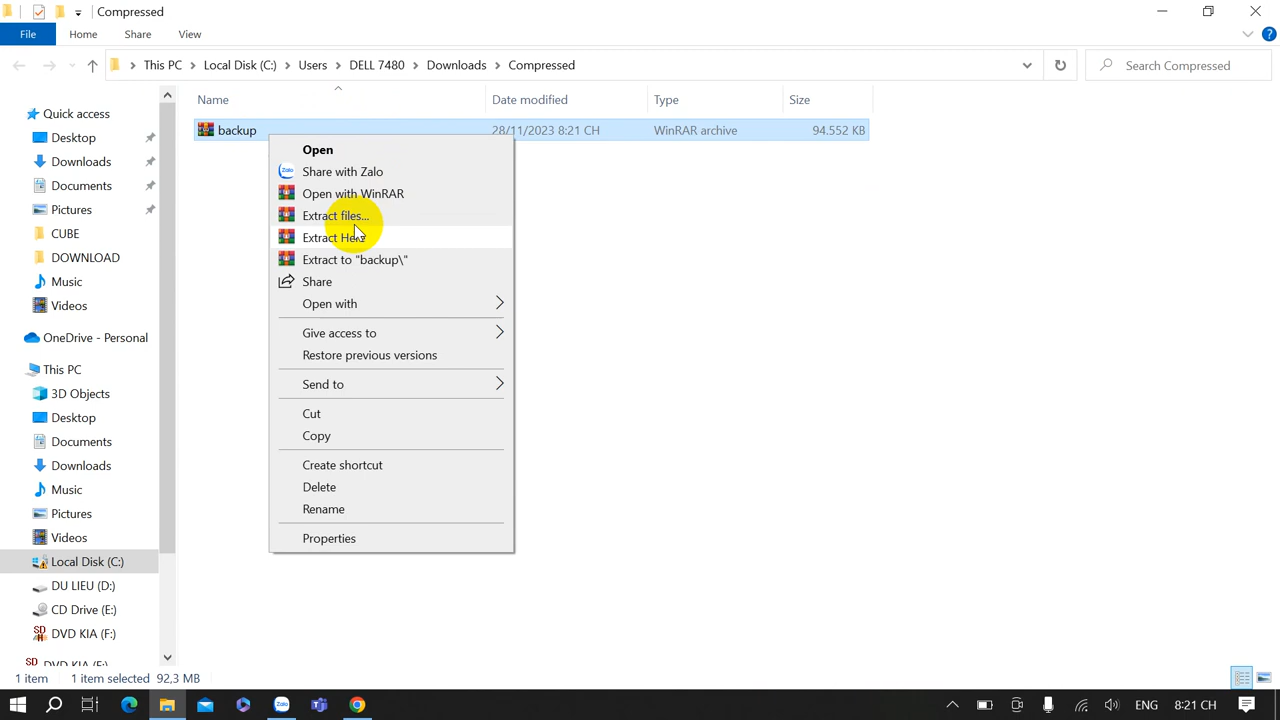 Compressed
File Home Share View
This PC Local Disk (C:) Users DELL 7480 Downloads Compressed
Search Compressed
Name Date modified Type Size
backup 28/11/2023 8:21 CH WinRAR archive 94.552 KB
Open
Zalo Share with Zalo
Open with WinRAR
Extract files...
Extract Here
Extract to "backup\"
Share
Open with
Give access to
Restore previous versions
Send to
Cut
Copy
Create shortcut
Delete
Rename
Properties
Quick access
Desktop
Downloads
Documents
Pictures
CUBE
DOWNLOAD
Music
Videos
OneDrive - Personal
This PC
3D Objects
Desktop
Documents
Downloads
Music
Pictures
Videos
Local Disk (C:)
DU LIEU (D:)
CD Drive (E:)
DVD KIA (F:)
DVD KIA (F:)
1 item 1 item selected 92,3 MB
Zalo
ENG 8:21 CH